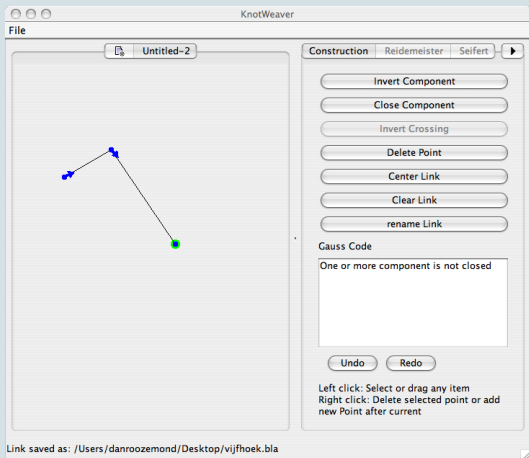 KnotWeaver
File
Untitled-2
Construction Reidemeister Seifert
Invert Component
Close Component
Invert Crossing
Delete Point
Center Link
Clear Link
rename Link
Gauss Code
One or more component is not closed
Undo Redo
Left click: Select or drag any item
Right click: Delete selected point or add
new Point after current
Link saved as: /Users/danroozemond/Desktop/vijfhoek.bla